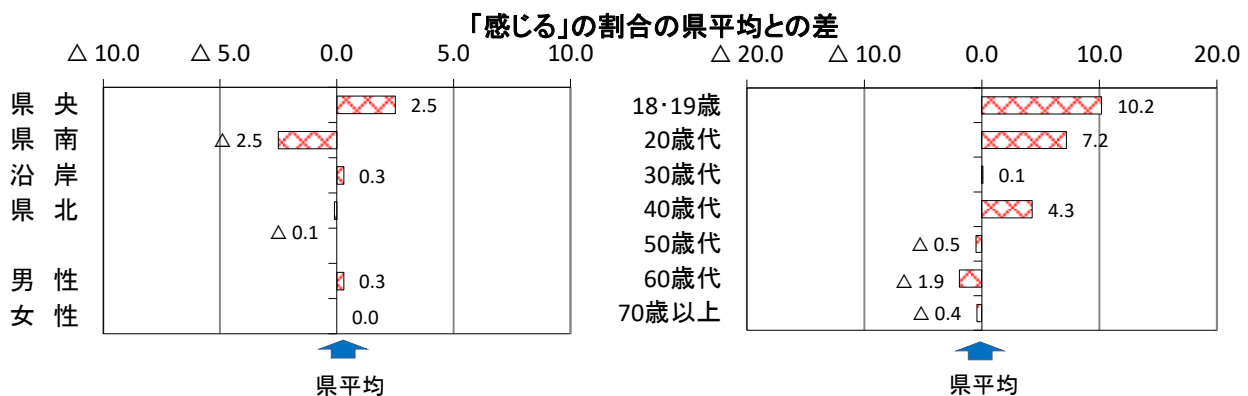 「感じる」の割合の県平均との差
△ 10.0 △ 5.0 0.0 5.0 10.0
県 央 2.5
県 南 △ 2.5
沿 岸 0.3
県 北 △ 0.1
男 性 0.3
女 性 0.0
県平均
△ 20.0 △ 10.0 0.0 10.0 20.0
18・19歳 10.2
20歳代 7.2
30歳代 0.1
40歳代 4.3
50歳代 △ 0.5
60歳代 △ 1.9
70歳以上 △ 0.4
県平均